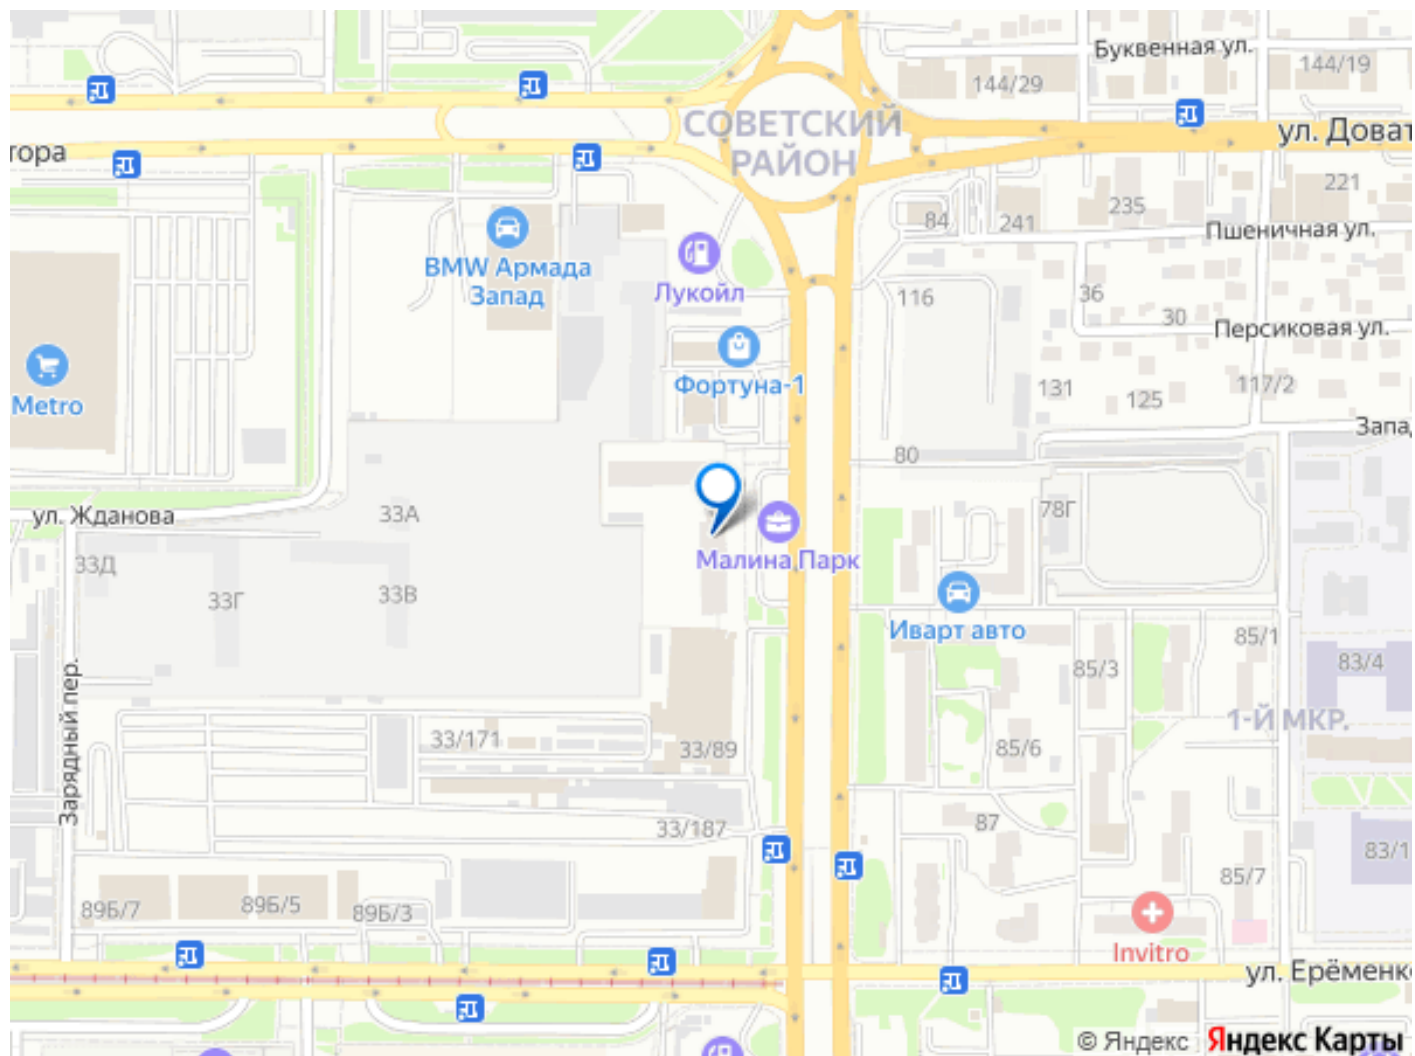 Буквенная ул.
144/29
144/19
СОВЕТСКИЙ
РАЙОН
ул. Доват
тора
221
235
84
241
Пшеничная ул.
BMW Армада
Запад
Лукойл
116
36
30
Персиковая ул.
Фортуна-1
Metro
131
125
117/2
Запад
80
ул. Жданова
33А
78Г
Малина Парк
33Д
33Г
33В
Иварт авто
85/1
85/3
83/4
Зарядный пер.
1-Й МКР.
33/171
33/89
85/6
33/187
87
83/1
85/7
89Б/7
89Б/5
89Б/3
Invitro
ул. Ерёменко
© Яндекс
Яндекс Карты